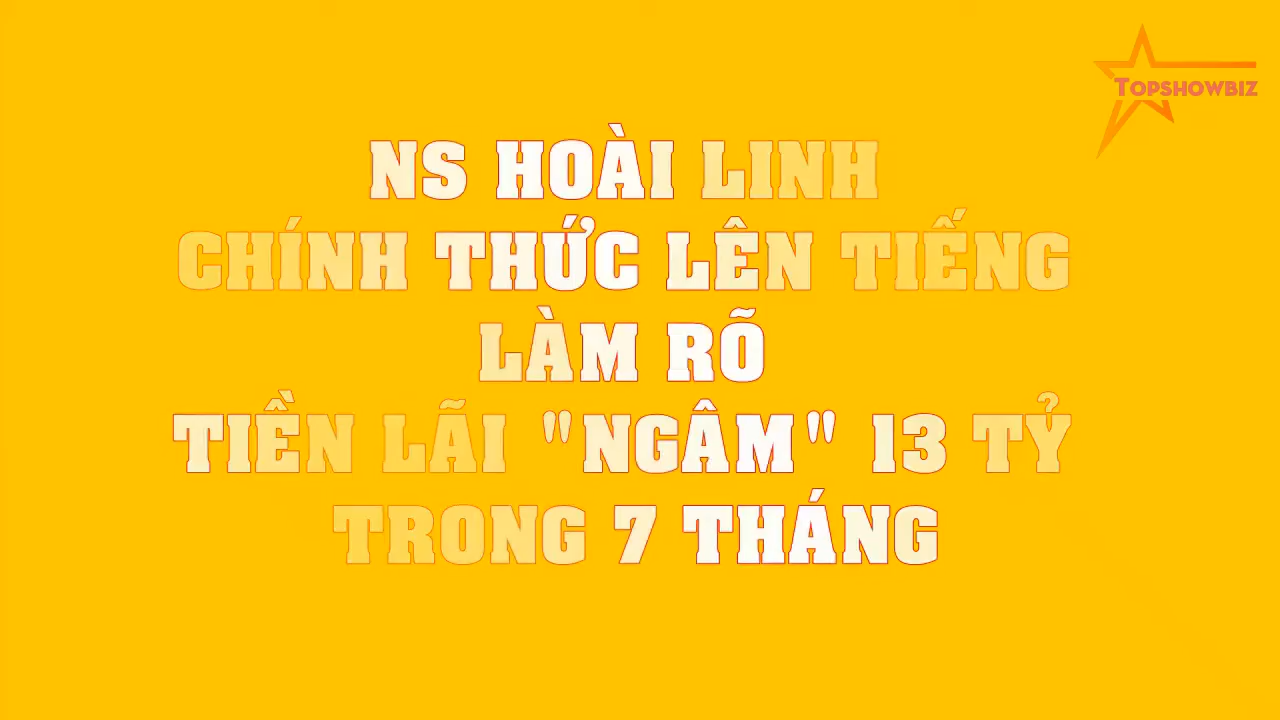 TOPSHOWBIZ
NS HOÀI LINH
CHÍNH THỨC LÊN TIẾNG
LÀM RÕ
TIỀN LÃI "NGÂM" 13 TỶ
TRONG 7 THÁNG